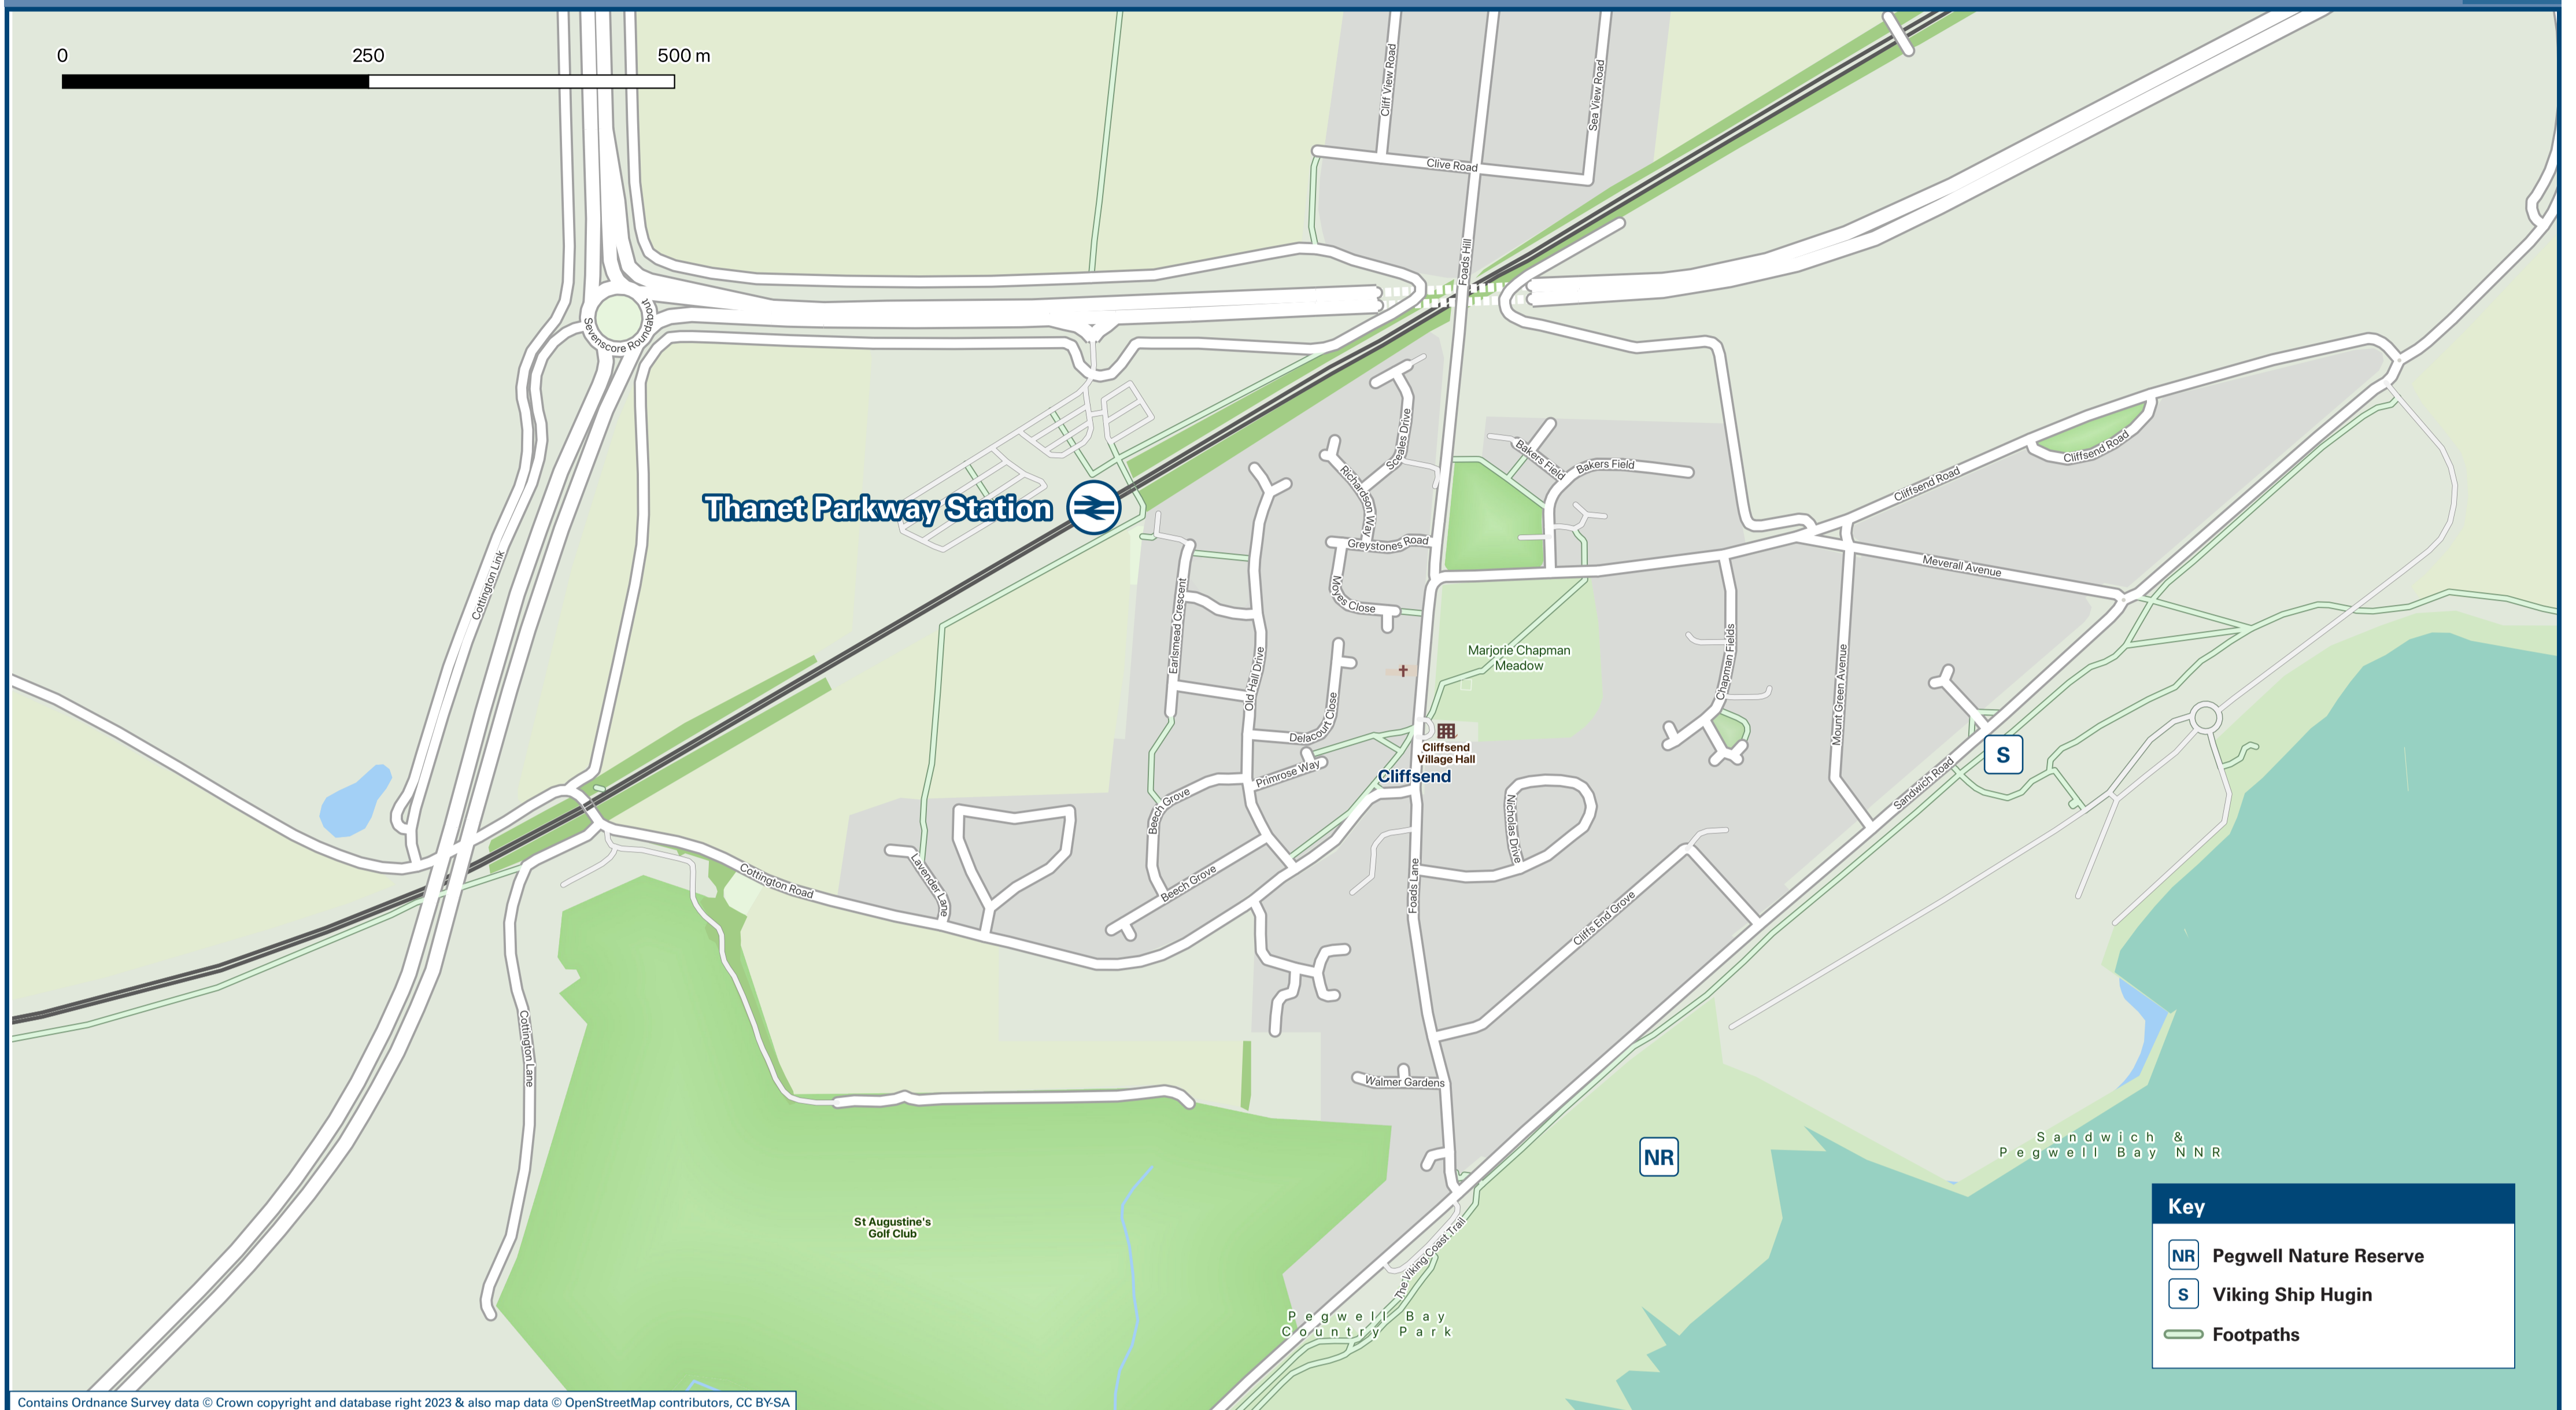 0 250 500 m
Cliff View Road
Sea View Road
Clive Road
Foads Hill
Sevenscore Roundabout
Sceales Drive
Bakers Field
Bakers Field
Cliffsend Road
Cliffsend Road
Richardson Way
Thanet Parkway Station
Greystones Road
Cottington Link
Meverall Avenue
Moyes Close
Earlsmead Crescent
Old Hall Drive
Marjorie Chapman
Meadow
Chapman Fields
Mount Green Avenue
Delacourt Close
Cliffsend
Village Hall
S
Primrose Way
Cliffsend
Sandwich Road
Beech Grove
Nicholas Drive
Lavender Lane
Cottington Road
Beech Grove
Foads Lane
Cliffs End Grove
Cottington Lane
Walmer Gardens
NR
Sandwich &
Pegwell Bay NNR
St Augustine's
Golf Club
The Viking Coast Trail
Pegwell Bay
Country Park
Key
NR Pegwell Nature Reserve
S Viking Ship Hugin
Footpaths
Contains Ordnance Survey data © Crown copyright and database right 2023 & also map data © OpenStreetMap contributors, CC BY-SA